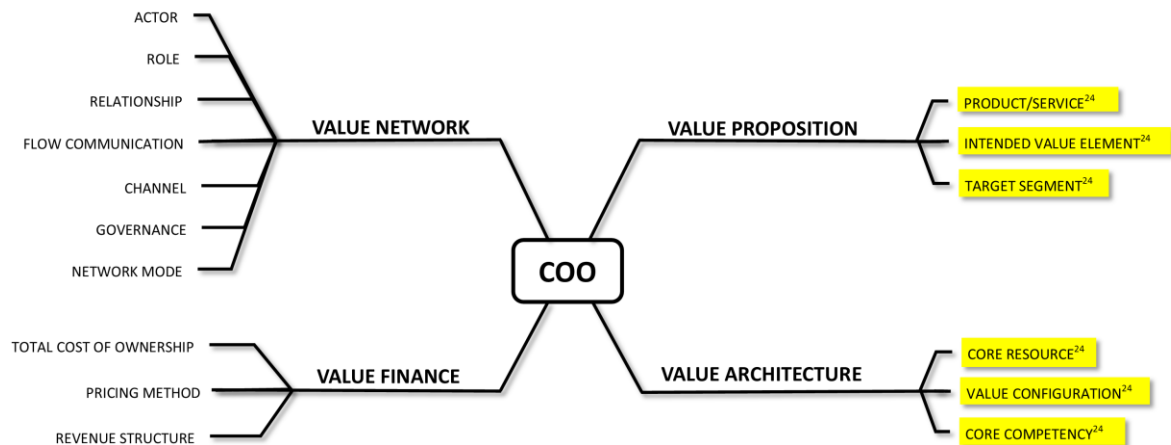 ACTOR
ROLE
RELATIONSHIP
FLOW COMMUNICATION
CHANNEL
GOVERNANCE
NETWORK MODE
VALUE NETWORK
TOTAL COST OF OWNERSHIP
PRICING METHOD
REVENUE STRUCTURE
VALUE FINANCE
COO
VALUE PROPOSITION
PRODUCT/SERVICE²⁴
INTENDED VALUE ELEMENT²⁴
TARGET SEGMENT²⁴
VALUE ARCHITECTURE
CORE RESOURCE²⁴
VALUE CONFIGURATION²⁴
CORE COMPETENCY²⁴